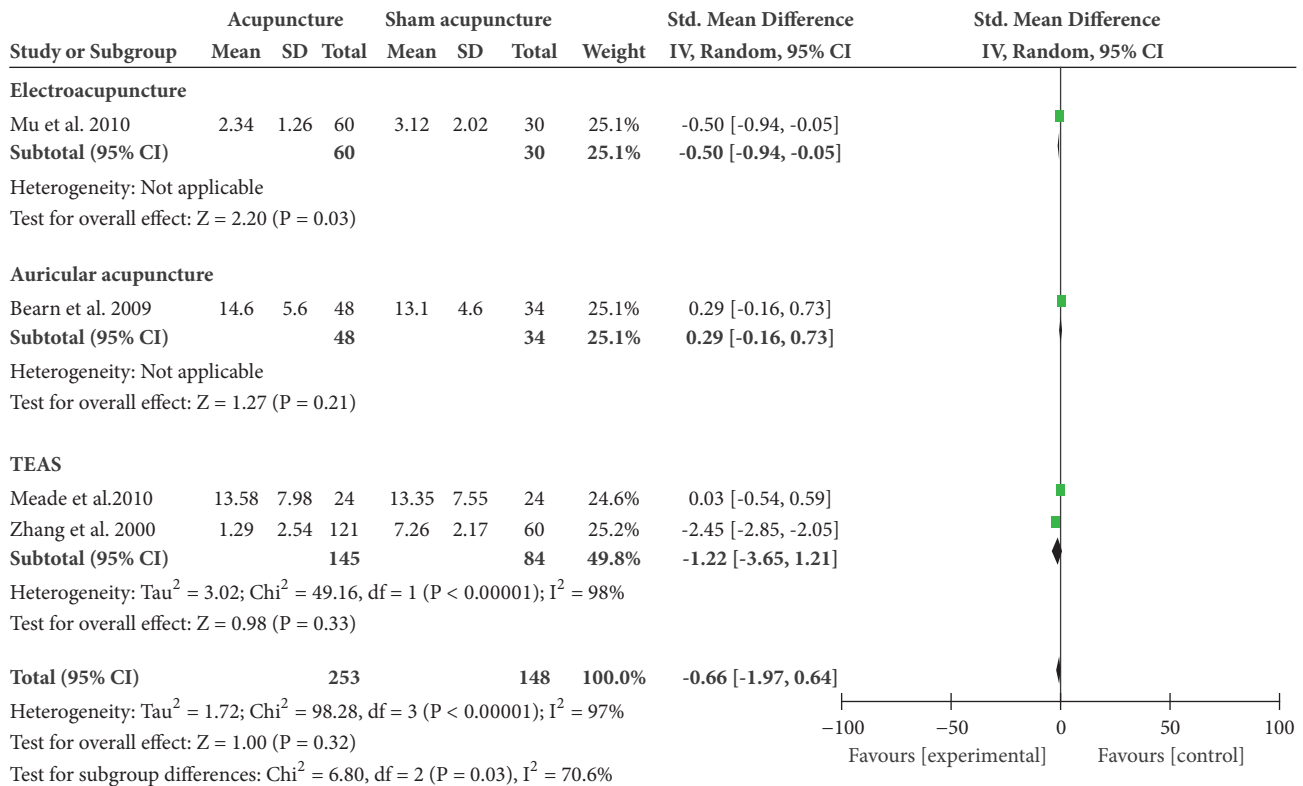 Acupuncture Sham acupuncture Std. Mean Difference Std. Mean Difference
Study or Subgroup Mean SD Total Mean SD Total Weight IV, Random, 95% CI IV, Random, 95% CI
Electroacupuncture
Mu et al. 2010 2.34 1.26 60 3.12 2.02 30 25.1% -0.50 [-0.94, -0.05]
Subtotal (95% CI) 60 30 25.1% -0.50 [-0.94, -0.05]
Heterogeneity: Not applicable
Test for overall effect: Z = 2.20 (P = 0.03)
Auricular acupuncture
Bearn et al. 2009 14.6 5.6 48 13.1 4.6 34 25.1% 0.29 [-0.16, 0.73]
Subtotal (95% CI) 48 34 25.1% 0.29 [-0.16, 0.73]
Heterogeneity: Not applicable
Test for overall effect: Z = 1.27 (P = 0.21)
TEAS
Meade et al.2010 13.58 7.98 24 13.35 7.55 24 24.6% 0.03 [-0.54, 0.59]
Zhang et al. 2000 1.29 2.54 121 7.26 2.17 60 25.2% -2.45 [-2.85, -2.05]
Subtotal (95% CI) 145 84 49.8% -1.22 [-3.65, 1.21]
Heterogeneity: Tau² = 3.02; Chi² = 49.16, df = 1 (P < 0.00001); I² = 98%
Test for overall effect: Z = 0.98 (P = 0.33)
Total (95% CI) 253 148 100.0% -0.66 [-1.97, 0.64]
Heterogeneity: Tau² = 1.72; Chi² = 98.28, df = 3 (P < 0.00001); I² = 97%
Test for overall effect: Z = 1.00 (P = 0.32)
Test for subgroup differences: Chi² = 6.80, df = 2 (P = 0.03), I² = 70.6%
−100 −50 0 50 100
Favours [experimental] Favours [control]